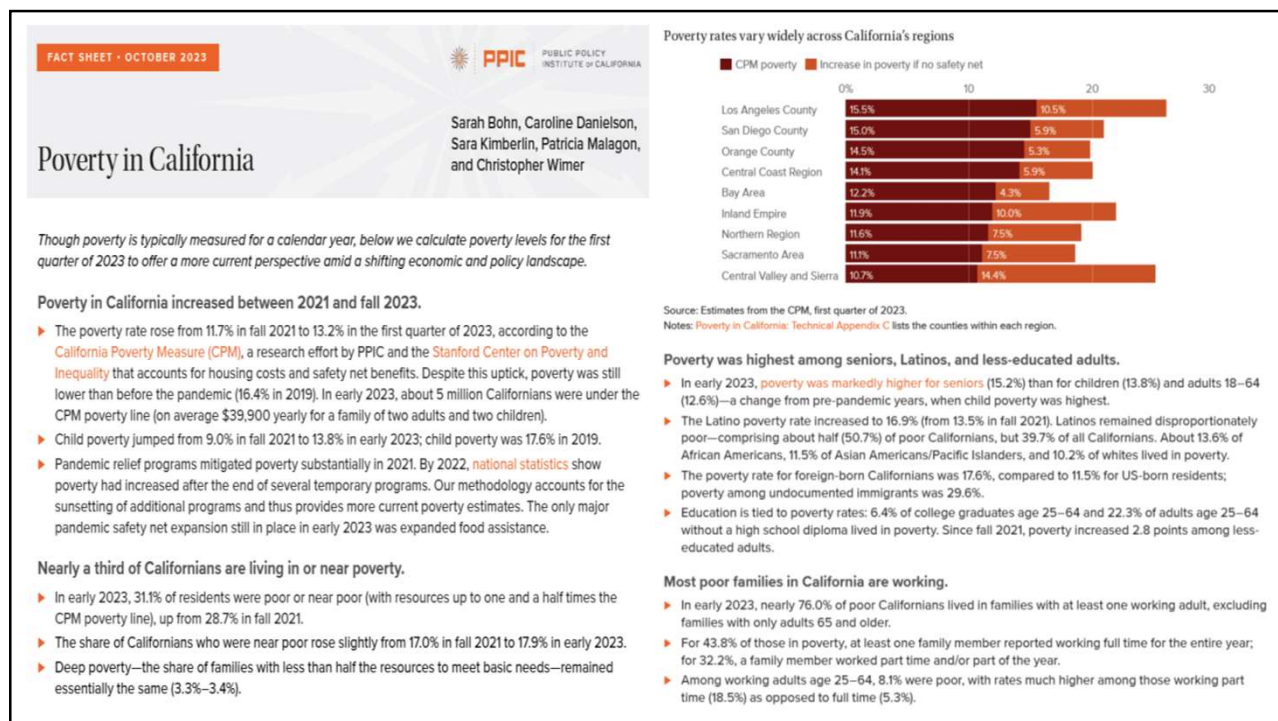 FACT SHEET • OCTOBER 2023
PPIC
PUBLIC POLICY
INSTITUTE OF CALIFORNIA
Poverty in California
Sarah Bohn, Caroline Danielson,
Sara Kimberlin, Patricia Malagon,
and Christopher Wimer
Though poverty is typically measured for a calendar year, below we calculate poverty levels for the first
quarter of 2023 to offer a more current perspective amid a shifting economic and policy landscape.
Poverty in California increased between 2021 and fall 2023.
The poverty rate rose from 11.7% in fall 2021 to 13.2% in the first quarter of 2023, according to the
California Poverty Measure (CPM), a research effort by PPIC and the Stanford Center on Poverty and
Inequality that accounts for housing costs and safety net benefits. Despite this uptick, poverty was still
lower than before the pandemic (16.4% in 2019). In early 2023, about 5 million Californians were under the
CPM poverty line (on average $39,900 yearly for a family of two adults and two children).
Child poverty jumped from 9.0% in fall 2021 to 13.8% in early 2023; child poverty was 17.6% in 2019.
Pandemic relief programs mitigated poverty substantially in 2021. By 2022, national statistics show
poverty had increased after the end of several temporary programs. Our methodology accounts for the
sunsetting of additional programs and thus provides more current poverty estimates. The only major
pandemic safety net expansion still in place in early 2023 was expanded food assistance.
Nearly a third of Californians are living in or near poverty.
In early 2023, 31.1% of residents were poor or near poor (with resources up to one and a half times the
CPM poverty line), up from 28.7% in fall 2021.
The share of Californians who were near poor rose slightly from 17.0% in fall 2021 to 17.9% in early 2023.
Deep poverty—the share of families with less than half the resources to meet basic needs—remained
essentially the same (3.3%–3.4%).
Poverty rates vary widely across California's regions
CPM poverty Increase in poverty if no safety net
0% 10 20 30
Los Angeles County 15.5% 10.5%
San Diego County 15.0% 5.9%
Orange County 14.5% 5.3%
Central Coast Region 14.1% 5.9%
Bay Area 12.2% 4.3%
Inland Empire 11.9% 10.0%
Northern Region 11.6% 7.5%
Sacramento Area 11.1% 7.5%
Central Valley and Sierra 10.7% 14.4%
Source: Estimates from the CPM, first quarter of 2023.
Notes: Poverty in California: Technical Appendix C lists the counties within each region.
Poverty was highest among seniors, Latinos, and less-educated adults.
In early 2023, poverty was markedly higher for seniors (15.2%) than for children (13.8%) and adults 18–64
(12.6%)—a change from pre-pandemic years, when child poverty was highest.
The Latino poverty rate increased to 16.9% (from 13.5% in fall 2021). Latinos remained disproportionately
poor—comprising about half (50.7%) of poor Californians, but 39.7% of all Californians. About 13.6% of
African Americans, 11.5% of Asian Americans/Pacific Islanders, and 10.2% of whites lived in poverty.
The poverty rate for foreign-born Californians was 17.6%, compared to 11.5% for US-born residents;
poverty among undocumented immigrants was 29.6%.
Education is tied to poverty rates: 6.4% of college graduates age 25–64 and 22.3% of adults age 25–64
without a high school diploma lived in poverty. Since fall 2021, poverty increased 2.8 points among less-
educated adults.
Most poor families in California are working.
In early 2023, nearly 76.0% of poor Californians lived in families with at least one working adult, excluding
families with only adults 65 and older.
For 43.8% of those in poverty, at least one family member reported working full time for the entire year;
for 32.2%, a family member worked part time and/or part of the year.
Among working adults age 25–64, 8.1% were poor, with rates much higher among those working part
time (18.5%) as opposed to full time (5.3%).